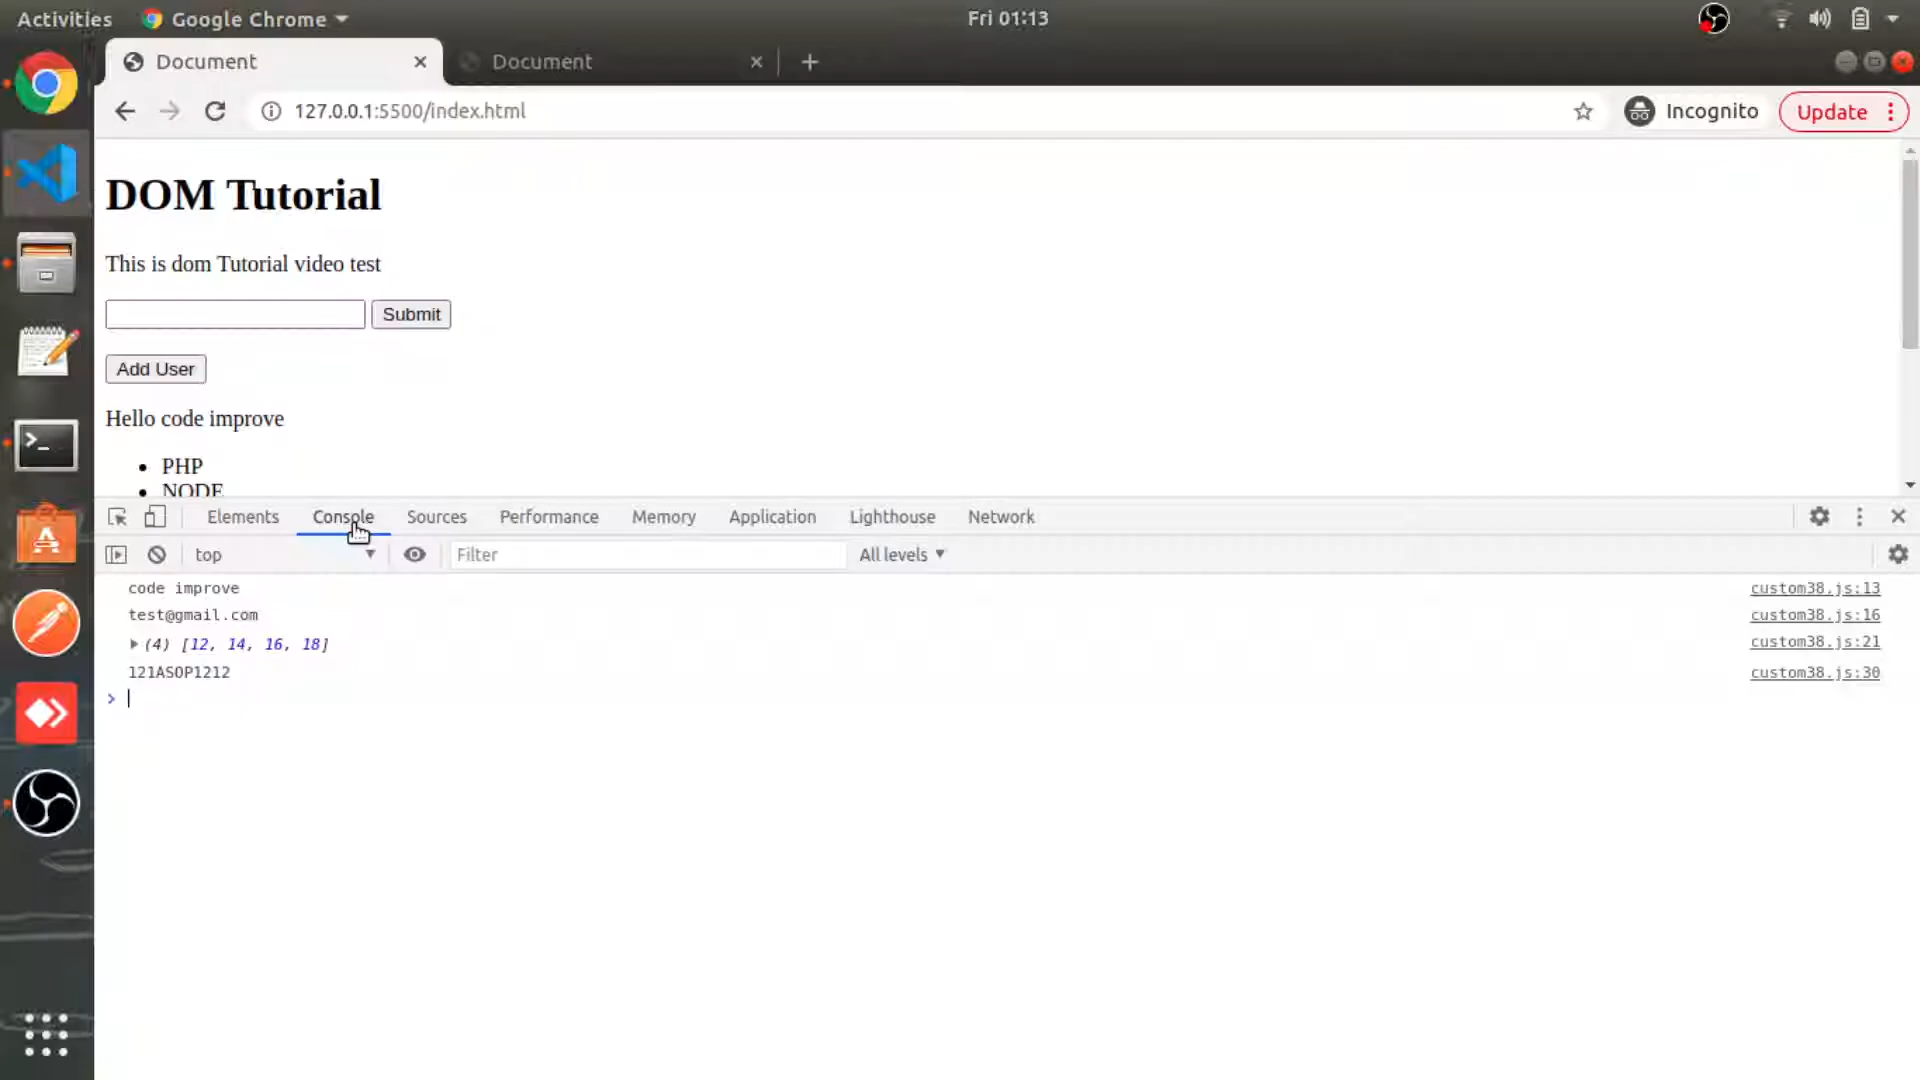 Activities Google Chrome Fri 01:13
Document Document
127.0.0.1:5500/index.html Incognito Update
DOM Tutorial
This is dom Tutorial video test
Submit
Add User
Hello code improve
PHP
NODE
Elements Console Sources Performance Memory Application Lighthouse Network
top Filter All levels
code improve custom38.js:13
test@gmail.com custom38.js:16
(4) [12, 14, 16, 18] custom38.js:21
121ASOP1212 custom38.js:30
>